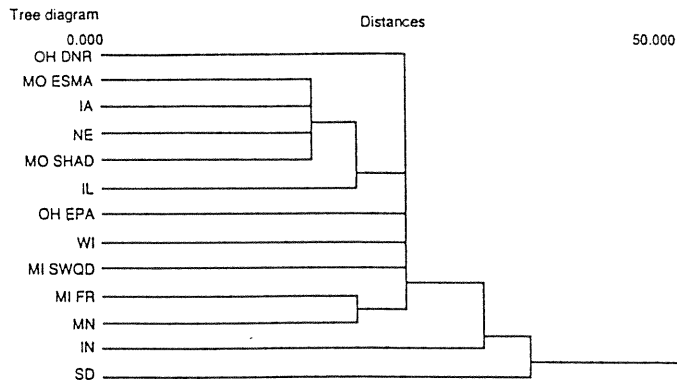 Tree diagram
Distances
0.000 50.000
OH DNR
MO ESMA
IA
NE
MO SHAD
IL
OH EPA
WI
MI SWQD
MI FR
MN
IN
SD